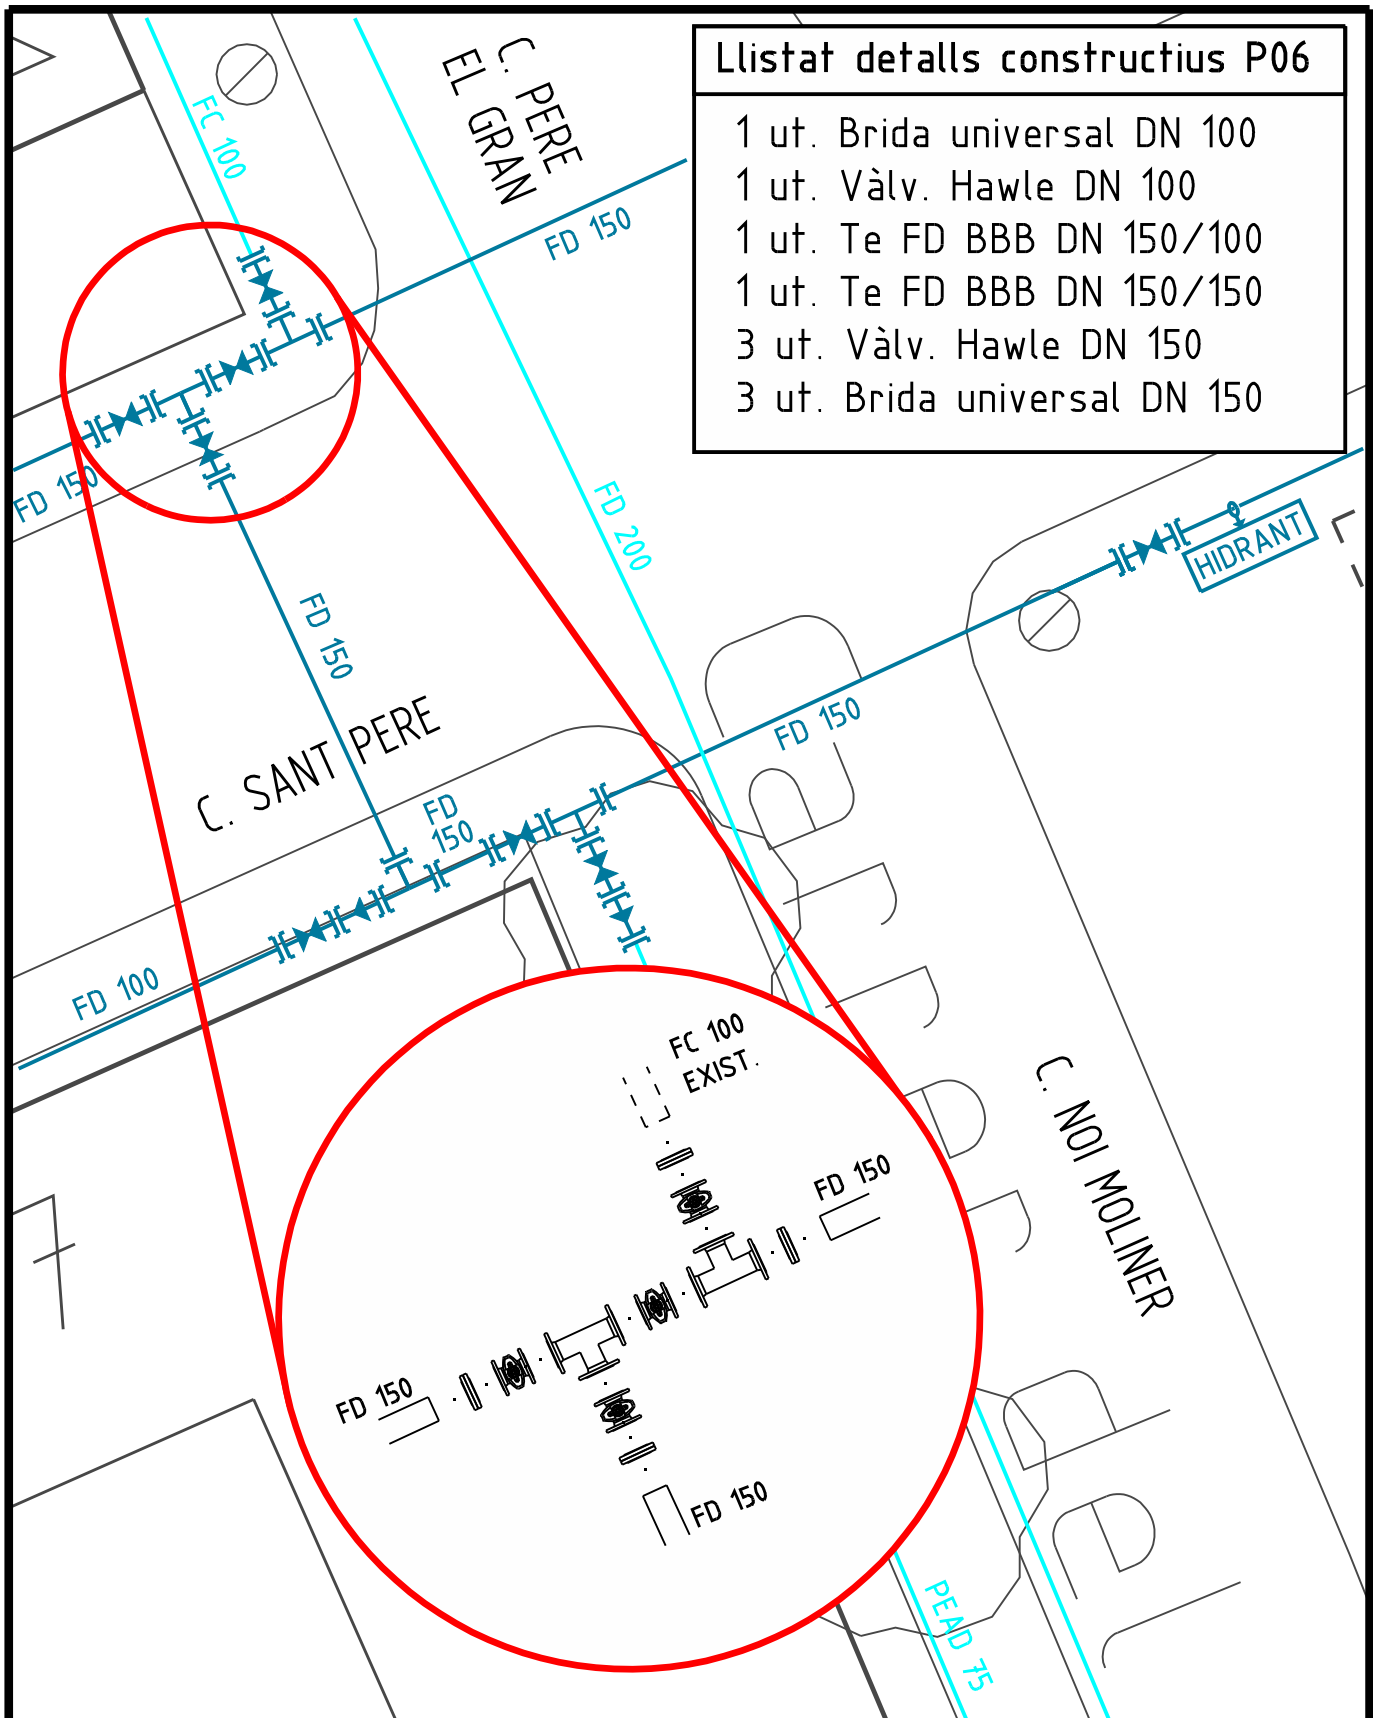 Llistat detalls constructius P06
1 ut. Brida universal DN 100
1 ut. Vàlv. Hawle DN 100
1 ut. Te FD BBB DN 150/100
1 ut. Te FD BBB DN 150/150
3 ut. Vàlv. Hawle DN 150
3 ut. Brida universal DN 150
C. PERE
EL GRAN
FC 100
FD 150
FD 150
FD 200
HIDRANT
FD 150
FD 150
C. SANT PERE
FD
150
FD 100
FC 100
EXIST.
FD 150
FD 150
FD 150
C. NOI MOLINER
PEAD 75